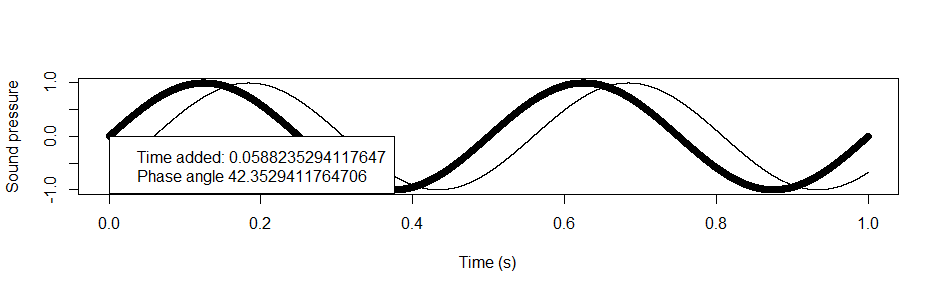 Sound pressure
1.0
0.0
-1.0
Time added: 0.0588235294117647
Phase angle 42.3529411764706
0.0 0.2 0.4 0.6 0.8 1.0
Time (s)